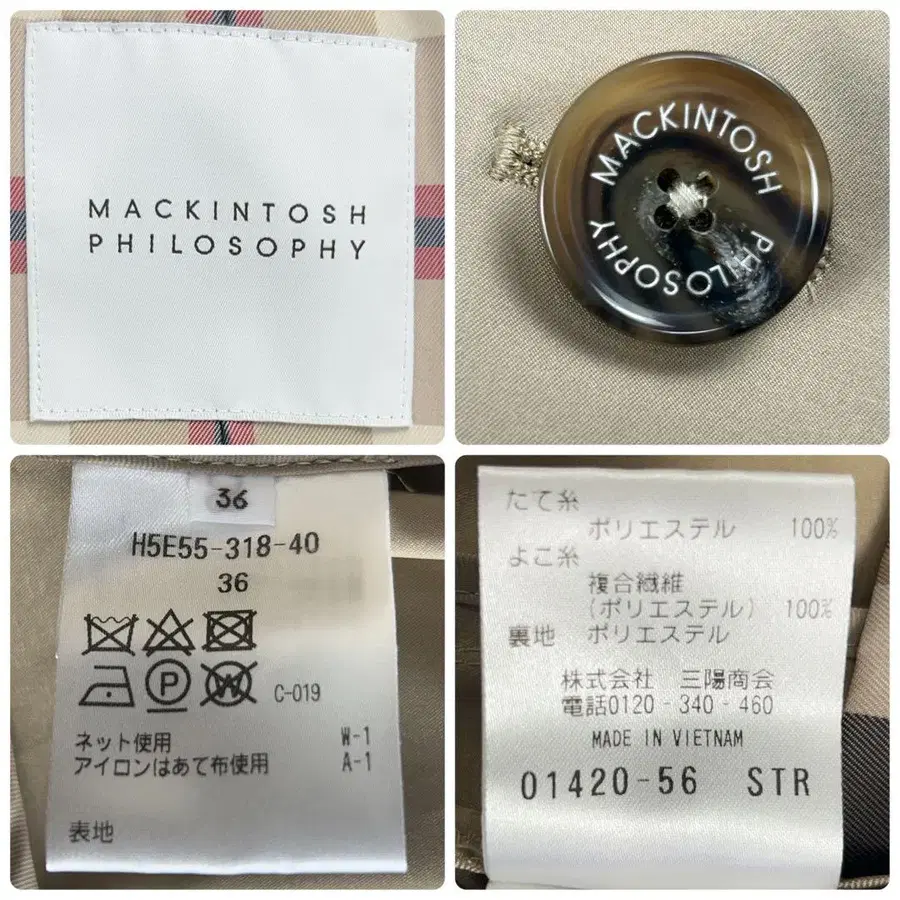 MACKINTOSH
PHILOSOPHY
MACKINTOSH
PHILOSOPHY
36
H5E55-318-40
36
P
W
C-019
ネット使用 W-1
アイロンはあて布使用 A-1
表地
たて糸
ポリエステル 100%
よこ糸
複合繊維
(ポリエステル) 100%
裏地 ポリエステル
株式会社 三陽商会
電話0120-340-460
MADE IN VIETNAM
01420-56 STR